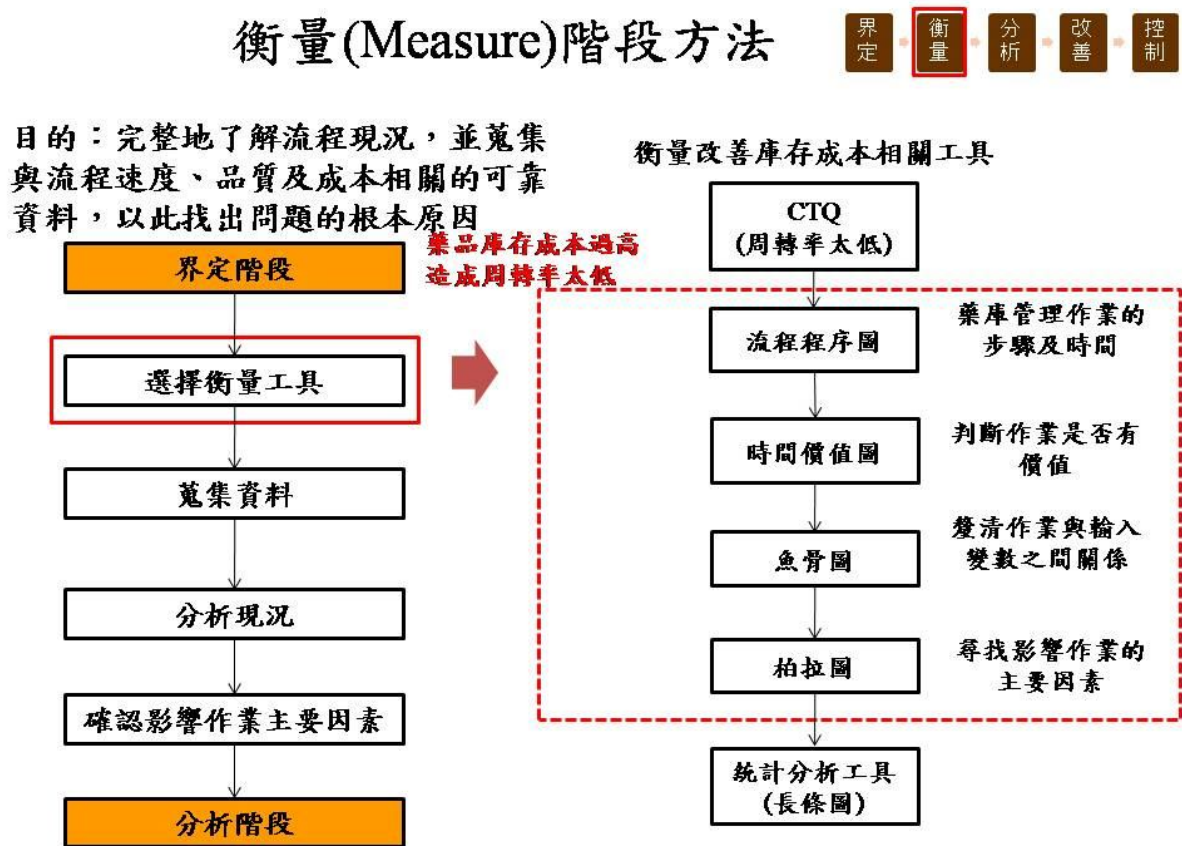 衡量(Measure)階段方法
界定
衡量
分析
改善
控制
目的：完整地了解流程現況，並蒐集
與流程速度、品質及成本相關的可靠
資料，以此找出問題的根本原因
界定階段
選擇衡量工具
蒐集資料
分析現況
確認影響作業主要因素
分析階段
藥品庫存成本過高
造成周轉率太低
衡量改善庫存成本相關工具
CTQ
(周轉率太低)
流程程序圖
藥庫管理作業的
步驟及時間
時間價值圖
判斷作業是否有
價值
魚骨圖
釐清作業與輸入
變數之間關係
柏拉圖
尋找影響作業的
主要因素
統計分析工具
(長條圖)